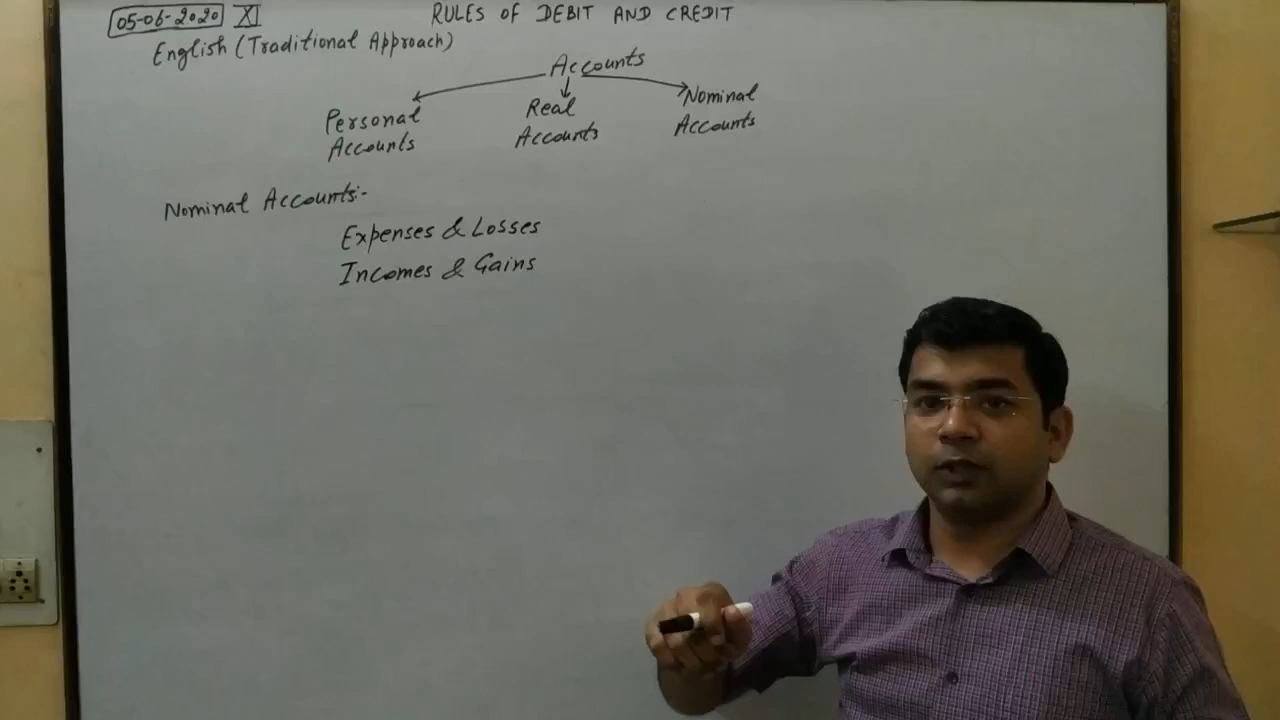 05-06-2020 XI RULES OF DEBIT AND CREDIT
English (Traditional Approach)
Accounts
Personal Accounts
Real Accounts
Nominal Accounts
Nominal Accounts:-
Expenses & Losses
Incomes & Gains